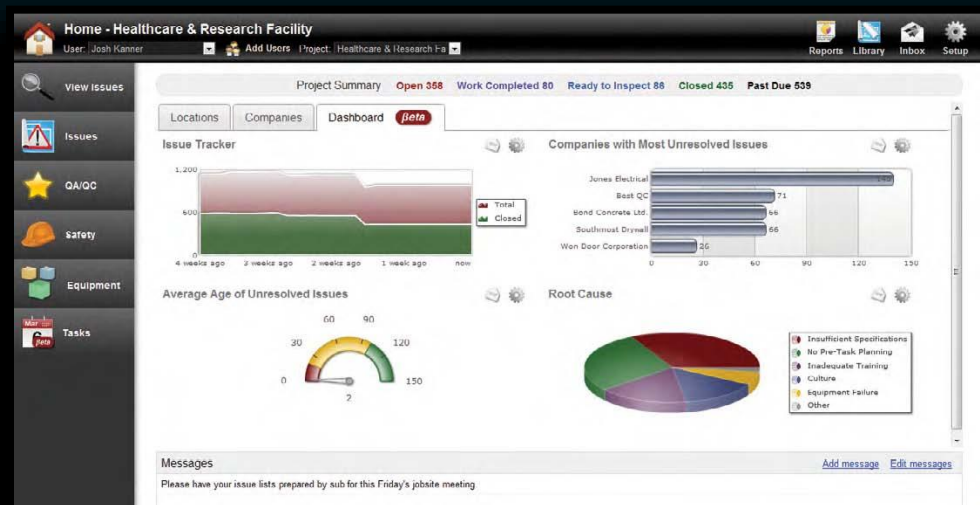 Home - Healthcare & Research Facility
User: Josh Kanner Add Users Project: Healthcare & Research Fa
Reports Library Inbox Setup
View Issues
Issues
QA/QC
Safety
Equipment
Mar
βeta
Tasks
Project Summary Open 358 Work Completed 80 Ready to Inspect 86 Closed 435 Past Due 539
Locations Companies Dashboard βeta
Issue Tracker
1,200
600
0
4 weeks ago 3 weeks ago 2 weeks ago 1 week ago now
Total
Closed
Companies with Most Unresolved Issues
Jones Electrical
Best QC 71
Bond Concrete Ltd. 66
Southmost Drywall 66
Won Door Corporation 26
0 30 60 90 120 150
Average Age of Unresolved Issues
60 90
30 120
0 150
2
Root Cause
Insufficient Specifications
No Pre-Task Planning
Inadequate Training
Culture
Equipment Failure
Other
Messages Add message Edit messages
Please have your issue lists prepared by sub for this Friday's jobsite meeting